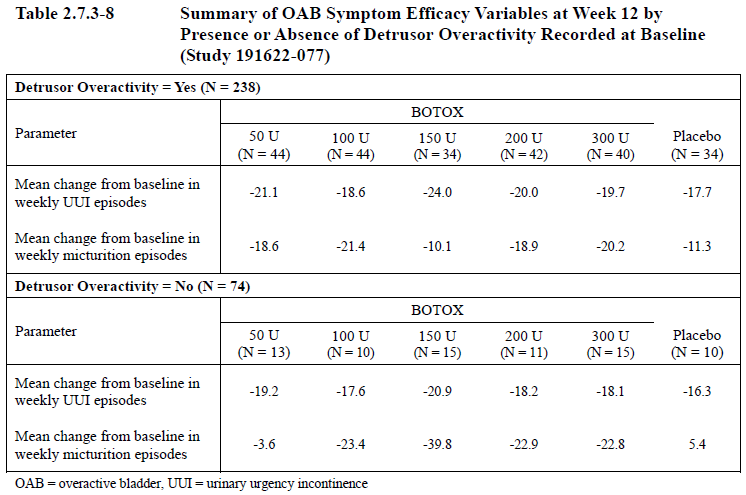 Table 2.7.3-8 Summary of OAB Symptom Efficacy Variables at Week 12 by
Presence or Absence of Detrusor Overactivity Recorded at Baseline
(Study 191622-077)
Detrusor Overactivity = Yes (N = 238)
BOTOX
Parameter 50 U 100 U 150 U 200 U 300 U Placebo
(N = 44) (N = 44) (N = 34) (N = 42) (N = 40) (N = 34)
Mean change from baseline in
weekly UUI episodes -21.1 -18.6 -24.0 -20.0 -19.7 -17.7
Mean change from baseline in
weekly micturition episodes -18.6 -21.4 -10.1 -18.9 -20.2 -11.3
Detrusor Overactivity = No (N = 74)
BOTOX
Parameter 50 U 100 U 150 U 200 U 300 U Placebo
(N = 13) (N = 10) (N = 15) (N = 11) (N = 15) (N = 10)
Mean change from baseline in
weekly UUI episodes -19.2 -17.6 -20.9 -18.2 -18.1 -16.3
Mean change from baseline in
weekly micturition episodes -3.6 -23.4 -39.8 -22.9 -22.8 5.4
OAB = overactive bladder, UUI = urinary urgency incontinence